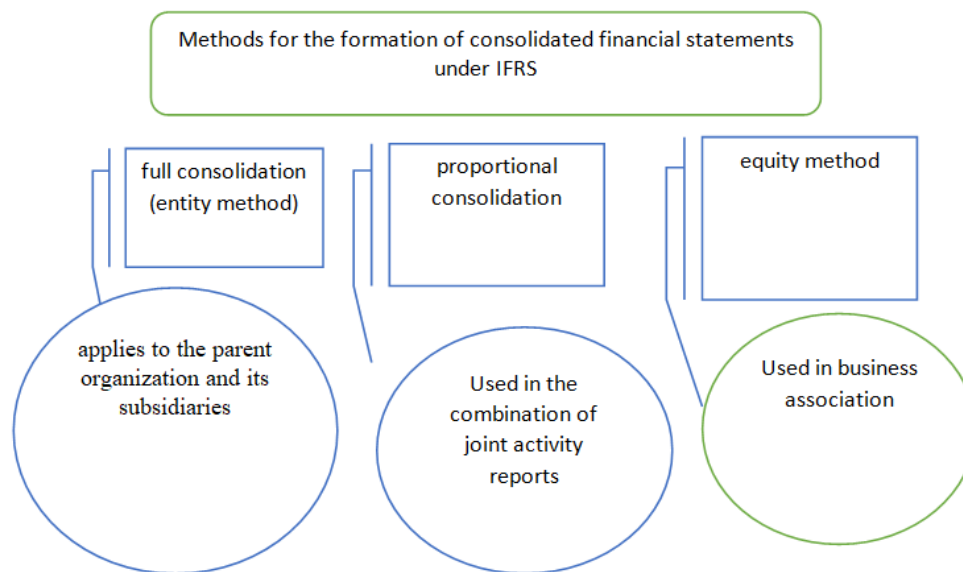 Methods for the formation of consolidated financial statements
under IFRS
full consolidation
(entity method)
proportional
consolidation
equity method
applies to the parent
organization and its
subsidiaries
Used in the
combination of
joint activity
reports
Used in business
association